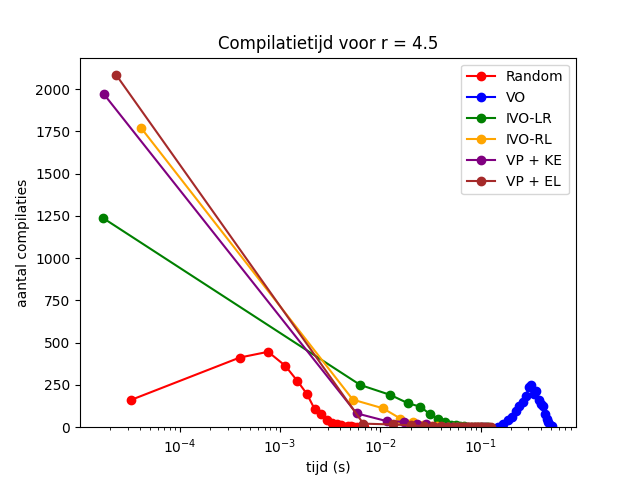 Compilatietijd voor r = 4.5
aantal compilaties
2000
1750
1500
1250
1000
750
500
250
0
Random
VO
IVO-LR
IVO-RL
VP + KE
VP + EL
10⁻⁴
10⁻³
10⁻²
10⁻¹
tijd (s)